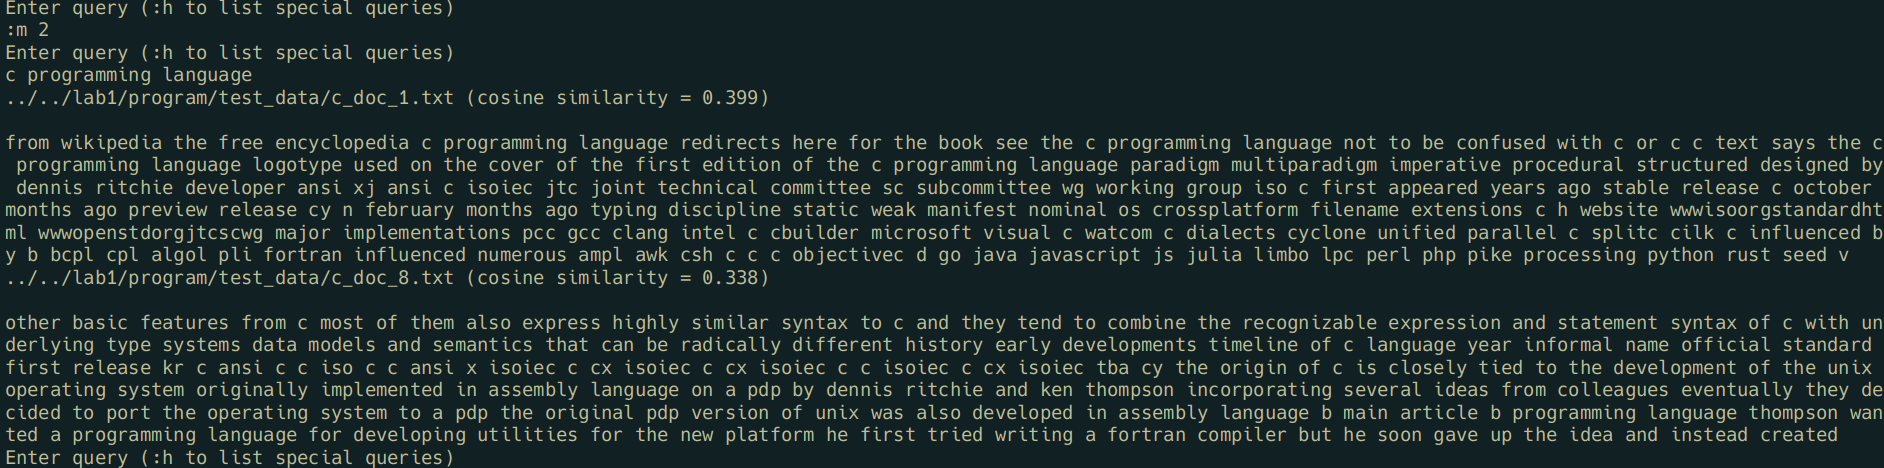 Enter query (:h to list special queries)
:m 2
Enter query (:h to list special queries)
c programming language
../../lab1/program/test_data/c_doc_1.txt (cosine similarity = 0.399)
from wikipedia the free encyclopedia c programming language redirects here for the book see the c programming language not to be confused with c or c c text says the c
programming language logotype used on the cover of the first edition of the c programming language paradigm multiparadigm imperative procedural structured designed by
dennis ritchie developer ansi xj ansi c isoiec jtc joint technical committee sc subcommittee wg working group iso c first appeared years ago stable release c october
months ago preview release cy n february months ago typing discipline static weak manifest nominal os crossplatform filename extensions c h website wwwisoorgstandardht
ml wwwopenstdorgjtcscwg major implementations pcc gcc clang intel c cbuilder microsoft visual c watcom c dialects cyclone unified parallel c splitc cilk c influenced b
y b bcpl cpl algol pli fortran influenced numerous ampl awk csh c c c objectivec d go java javascript js julia limbo lpc perl php pike processing python rust seed v
../../lab1/program/test_data/c_doc_8.txt (cosine similarity = 0.338)
other basic features from c most of them also express highly similar syntax to c and they tend to combine the recognizable expression and statement syntax of c with un
derlying type systems data models and semantics that can be radically different history early developments timeline of c language year informal name official standard
first release kr c ansi c c iso c c ansi x isoiec c cx isoiec c cx isoiec c c isoiec c cx isoiec tba cy the origin of c is closely tied to the development of the unix
operating system originally implemented in assembly language on a pdp by dennis ritchie and ken thompson incorporating several ideas from colleagues eventually they de
cided to port the operating system to a pdp the original pdp version of unix was also developed in assembly language b main article b programming language thompson wan
ted a programming language for developing utilities for the new platform he first tried writing a fortran compiler but he soon gave up the idea and instead created
Enter query (:h to list special queries)